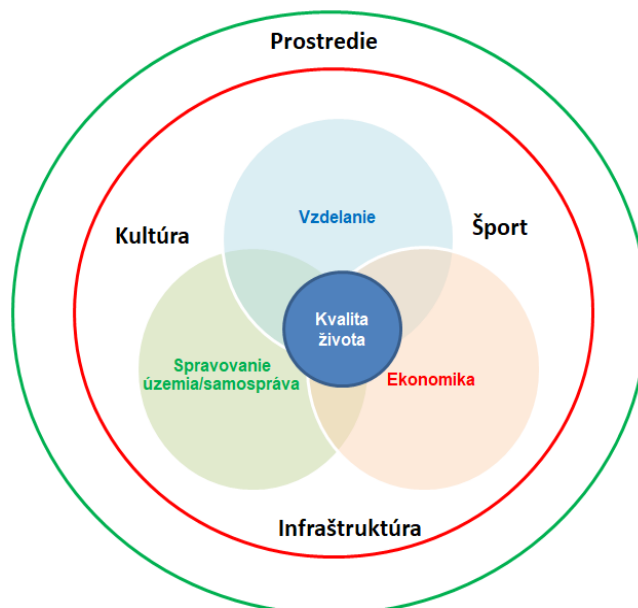 Prostredie
Vzdelanie
Kultúra
Šport
Kvalita
života
Spravovanie
územia/samospráva
Ekonomika
Infraštruktúra